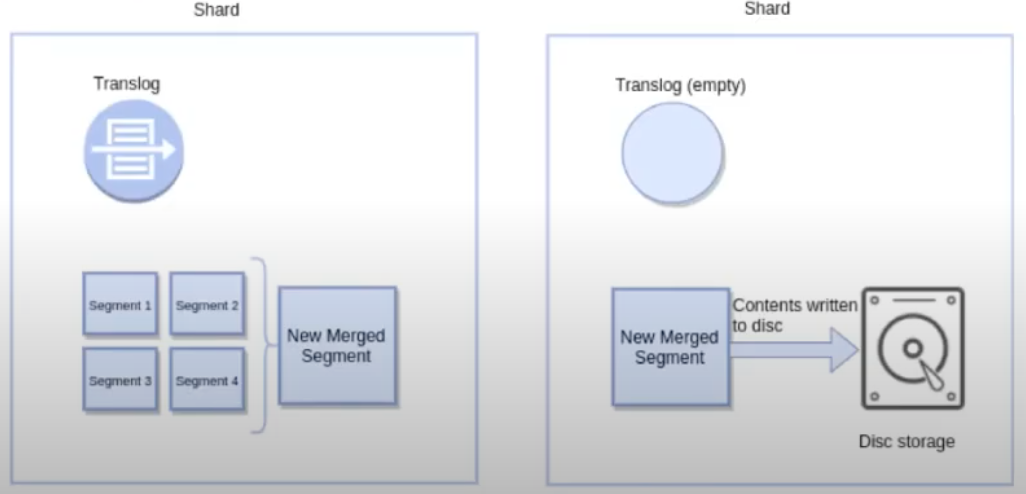 Shard
Translog
Segment 1
Segment 2
Segment 3
Segment 4
New Merged
Segment
Shard
Translog (empty)
New Merged
Segment
Contents written
to disc
Disc storage